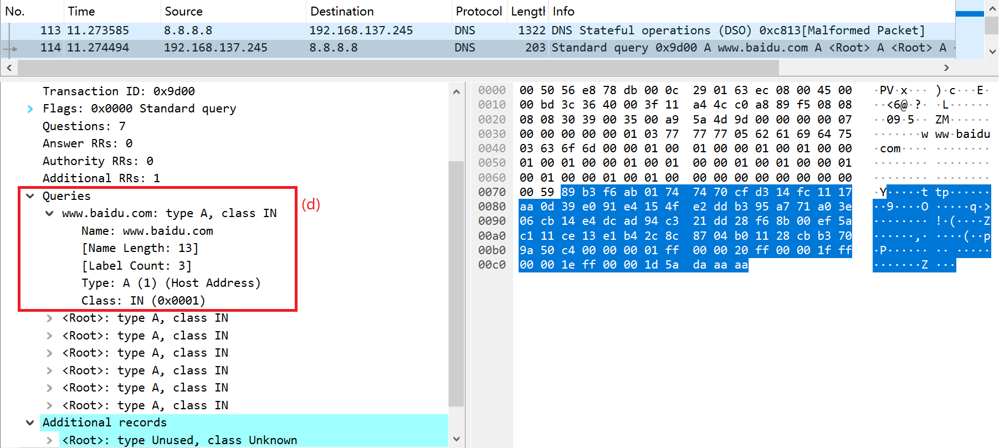 No. Time Source Destination Protocol Length Info
113 11.273585 8.8.8.8 192.168.137.245 DNS 1322 DNS Stateful operations (DSO) 0xc813[Malformed Packet]
114 11.274494 192.168.137.245 8.8.8.8 DNS 203 Standard query 0x9d00 A www.baidu.com A <Root> A <Root> A <
Transaction ID: 0x9d00
Flags: 0x0000 Standard query
Questions: 7
Answer RRs: 0
Authority RRs: 0
Additional RRs: 1
Queries
(d)
www.baidu.com: type A, class IN
Name: www.baidu.com
[Name Length: 13]
[Label Count: 3]
Type: A (1) (Host Address)
Class: IN (0x0001)
<Root>: type A, class IN
<Root>: type A, class IN
<Root>: type A, class IN
<Root>: type A, class IN
<Root>: type A, class IN
<Root>: type A, class IN
Additional records
<Root>: type Unused, class Unknown
0000 00 50 56 e8 78 db 00 0c 29 01 63 ec 08 00 45 00 ·PV·x···)·c···E·
0010 00 bd 3c 36 40 00 3f 11 a4 4c c0 a8 89 f5 08 08 ··<6@·?··L······
0020 08 08 30 39 00 35 00 a9 5a 4d 9d 00 00 00 00 07 ··09·5··ZM······
0030 00 00 00 00 00 01 03 77 77 77 05 62 61 69 64 75 ·······www·baidu
0040 03 63 6f 6d 00 00 01 00 01 00 00 01 00 01 00 00 ·com············
0050 01 00 01 00 00 01 00 01 00 00 01 00 01 00 00 01 ················
0060 00 01 00 00 01 00 01 00 00 00 00 00 00 00 00 00 ················
0070 00 59 89 b3 f6 ab 01 74 74 70 cf d3 14 fc 11 17 ·Y·····ttp······
0080 aa 0d 39 e0 91 e4 15 4f e2 dd b3 95 a7 71 a0 3e ··9····O·····q·>
0090 06 cb 14 e4 dc ad 94 c3 21 dd 28 f6 8b 00 ef 5a ········!·(····Z
00a0 c1 11 ce 13 e1 b4 2c 8c 87 04 b0 11 28 cb b3 70 ······,·····(··p
00b0 9a 50 c4 00 00 00 01 ff 00 00 20 ff 00 00 1f ff ·P········ ·····
00c0 00 00 1e ff 00 00 1d 5a da aa aa ·······Z···